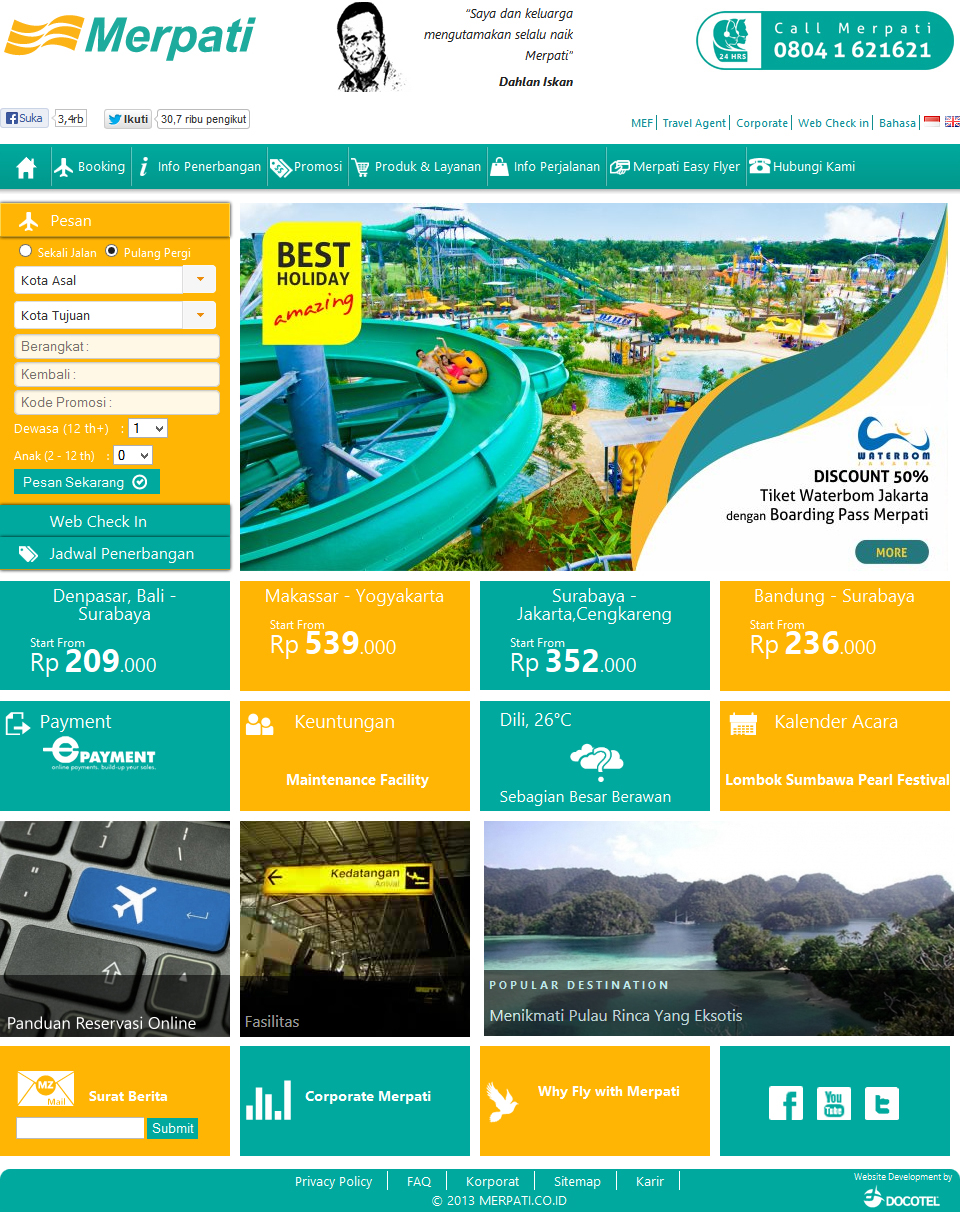 Merpati
"Saya dan keluarga
mengutamakan selalu naik
Merpati"
Dahlan Iskan
24 HRS
Call Merpati
0804 1 621621
Suka 3,4rb
Ikuti 30,7 ribu pengikut
MEF| Travel Agent| Corporate| Web Check in| Bahasa|
Booking
Info Penerbangan
Promosi
Produk & Layanan
Info Perjalanan
Merpati Easy Flyer
Hubungi Kami
Pesan
Sekali Jalan Pulang Pergi
Kota Asal
Kota Tujuan
Berangkat :
Kembali :
Kode Promosi :
Dewasa (12 th+) : 1
Anak (2 - 12 th) : 0
Pesan Sekarang
Web Check In
Jadwal Penerbangan
BEST
HOLIDAY
amazing
WATERBOM
JAKARTA
DISCOUNT 50%
Tiket Waterbom Jakarta
dengan Boarding Pass Merpati
MORE
Denpasar, Bali -
Surabaya
Start From
Rp 209.000
Makassar - Yogyakarta
Start From
Rp 539.000
Surabaya -
Jakarta,Cengkareng
Start From
Rp 352.000
Bandung - Surabaya
Start From
Rp 236.000
Payment
ePAYMENT
online payments. build-up your sales.
Keuntungan
Maintenance Facility
Dili, 26°C
Sebagian Besar Berawan
Kalender Acara
Lombok Sumbawa Pearl Festival
Panduan Reservasi Online
Kedatangan
Arrival
Fasilitas
POPULAR DESTINATION
Menikmati Pulau Rinca Yang Eksotis
MZ
Mail
Surat Berita
Submit
Corporate Merpati
Why Fly with Merpati
You
Tube
Privacy Policy
FAQ
Korporat
Sitemap
Karir
© 2013 MERPATI.CO.ID
Website Development by
DOCOTEL